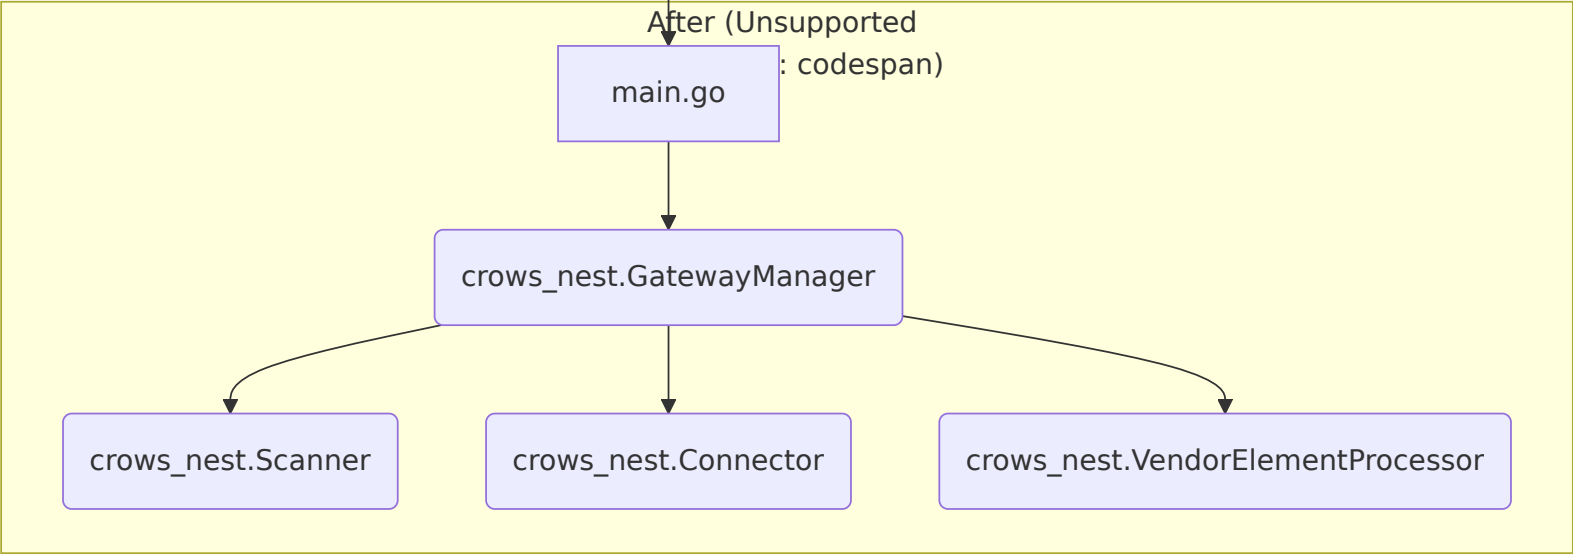 After (Unsupported
: codespan)
main.go
crows_nest.GatewayManager
crows_nest.Scanner
crows_nest.Connector
crows_nest.VendorElementProcessor